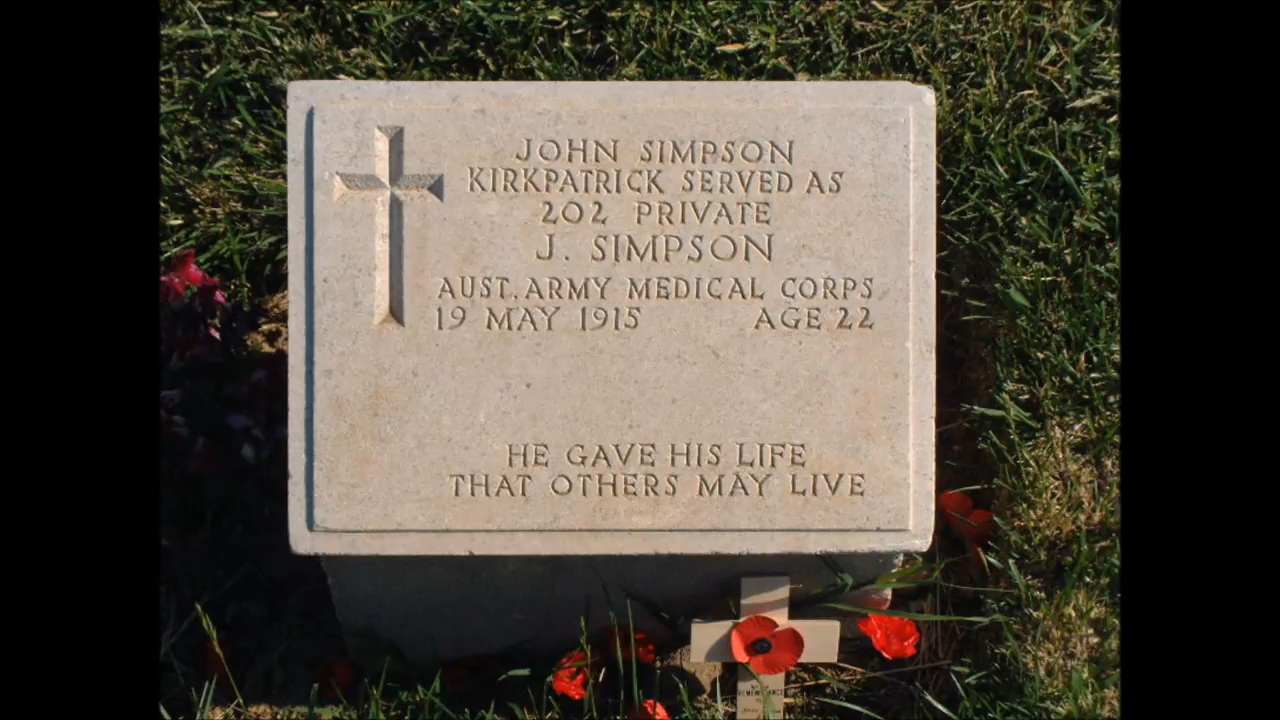 JOHN SIMPSON
KIRKPATRICK SERVED AS
202 PRIVATE
J. SIMPSON
AUST. ARMY MEDICAL CORPS
19 MAY 1915 AGE 22
HE GAVE HIS LIFE
THAT OTHERS MAY LIVE
REMEMBRANCE